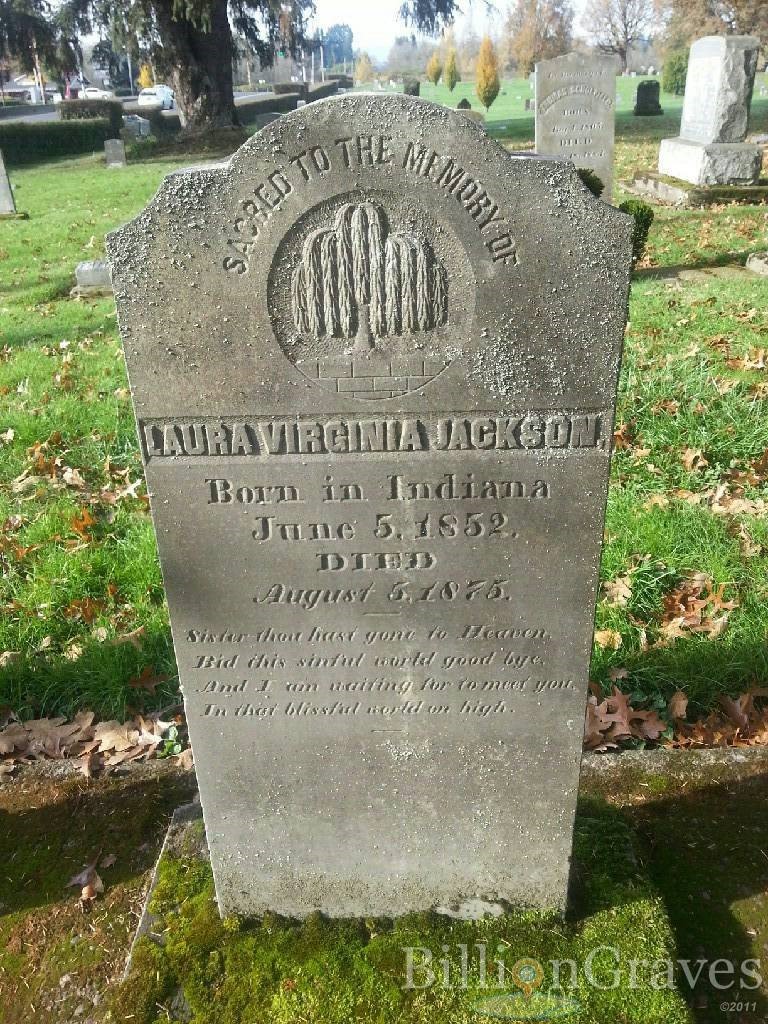 SACRED TO THE MEMORY OF
LAURA VIRGINIA JACKSON,
Born in Indiana
June 5, 1852.
DIED
August 5, 1875.
Sister thou hast gone to Heaven,
Bid this sinful world good bye.
And I am waiting for to meet you,
In that blissful world on high.
BORN
DIED
BillionGraves
©2011